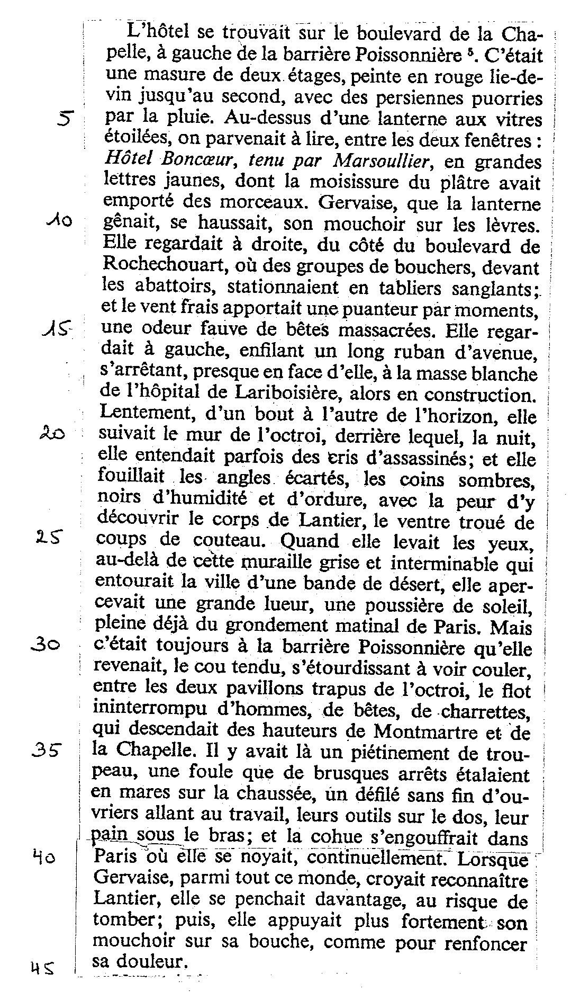 L'hôtel se trouvait sur le boulevard de la Cha-
pelle, à gauche de la barrière Poissonnière ⁵. C'était
une masure de deux étages, peinte en rouge lie-de-
vin jusqu'au second, avec des persiennes puorries
5 par la pluie. Au-dessus d'une lanterne aux vitres
étoilées, on parvenait à lire, entre les deux fenêtres :
Hôtel Boncœur, tenu par Marsoullier, en grandes
lettres jaunes, dont la moisissure du plâtre avait
emporté des morceaux. Gervaise, que la lanterne
10 gênait, se haussait, son mouchoir sur les lèvres.
Elle regardait à droite, du côté du boulevard de
Rochechouart, où des groupes de bouchers, devant
les abattoirs, stationnaient en tabliers sanglants;
et le vent frais apportait une puanteur par moments,
15 une odeur fauve de bêtes massacrées. Elle regar-
dait à gauche, enfilant un long ruban d'avenue,
s'arrêtant, presque en face d'elle, à la masse blanche
de l'hôpital de Lariboisière, alors en construction.
Lentement, d'un bout à l'autre de l'horizon, elle
20 suivait le mur de l'octroi, derrière lequel, la nuit,
elle entendait parfois des cris d'assassinés; et elle
fouillait les angles écartés, les coins sombres,
noirs d'humidité et d'ordure, avec la peur d'y
découvrir le corps de Lantier, le ventre troué de
25 coups de couteau. Quand elle levait les yeux,
au-delà de cette muraille grise et interminable qui
entourait la ville d'une bande de désert, elle aper-
cevait une grande lueur, une poussière de soleil,
pleine déjà du grondement matinal de Paris. Mais
30 c'était toujours à la barrière Poissonnière qu'elle
revenait, le cou tendu, s'étourdissant à voir couler,
entre les deux pavillons trapus de l'octroi, le flot
ininterrompu d'hommes, de bêtes, de charrettes,
qui descendait des hauteurs de Montmartre et de
35 la Chapelle. Il y avait là un piétinement de trou-
peau, une foule que de brusques arrêts étalaient
en mares sur la chaussée, un défilé sans fin d'ou-
vriers allant au travail, leurs outils sur le dos, leur
pain sous le bras; et la cohue s'engouffrait dans
40 Paris où elle se noyait, continuellement. Lorsque
Gervaise, parmi tout ce monde, croyait reconnaître
Lantier, elle se penchait davantage, au risque de
tomber; puis, elle appuyait plus fortement son
mouchoir sur sa bouche, comme pour renfoncer
45 sa douleur.